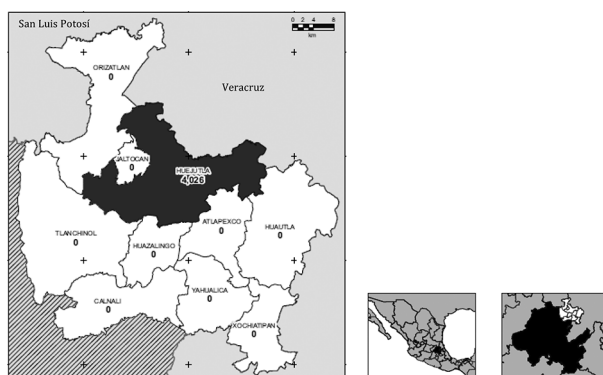 San Luis Potosí
0 2 4 8
km
ORIZATLAN
0
Veracruz
JALTOCAN
0
HUEJUTLA
4,026
ATLAPEXCO
0
HUAUTLA
0
TLANCHINOL
0
HUAZALINGO
0
YAHUALICA
0
CALNALI
0
XOCHIATIPAN
0